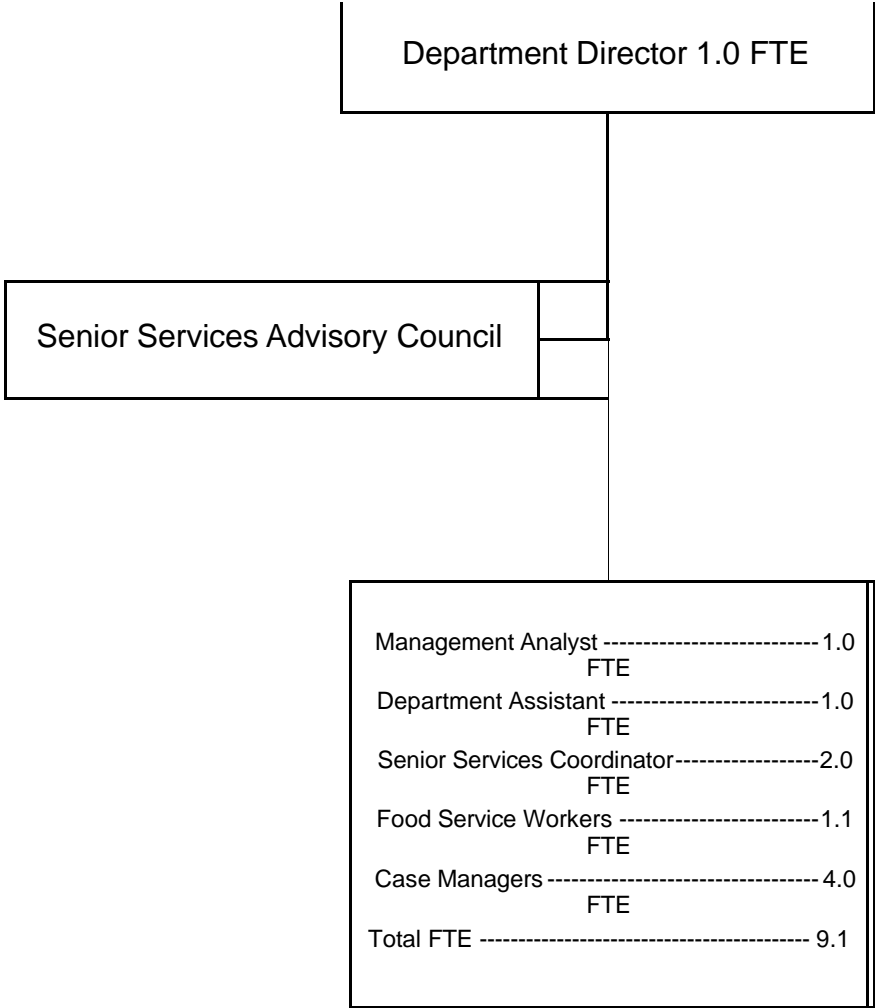 Department Director 1.0 FTE
Senior Services Advisory Council
Management Analyst --------------------------- 1.0
FTE
Department Assistant --------------------------1.0
FTE
Senior Services Coordinator------------------2.0
FTE
Food Service Workers -------------------------1.1
FTE
Case Managers---------------------------------- 4.0
FTE
Total FTE ------------------------------------------ 9.1